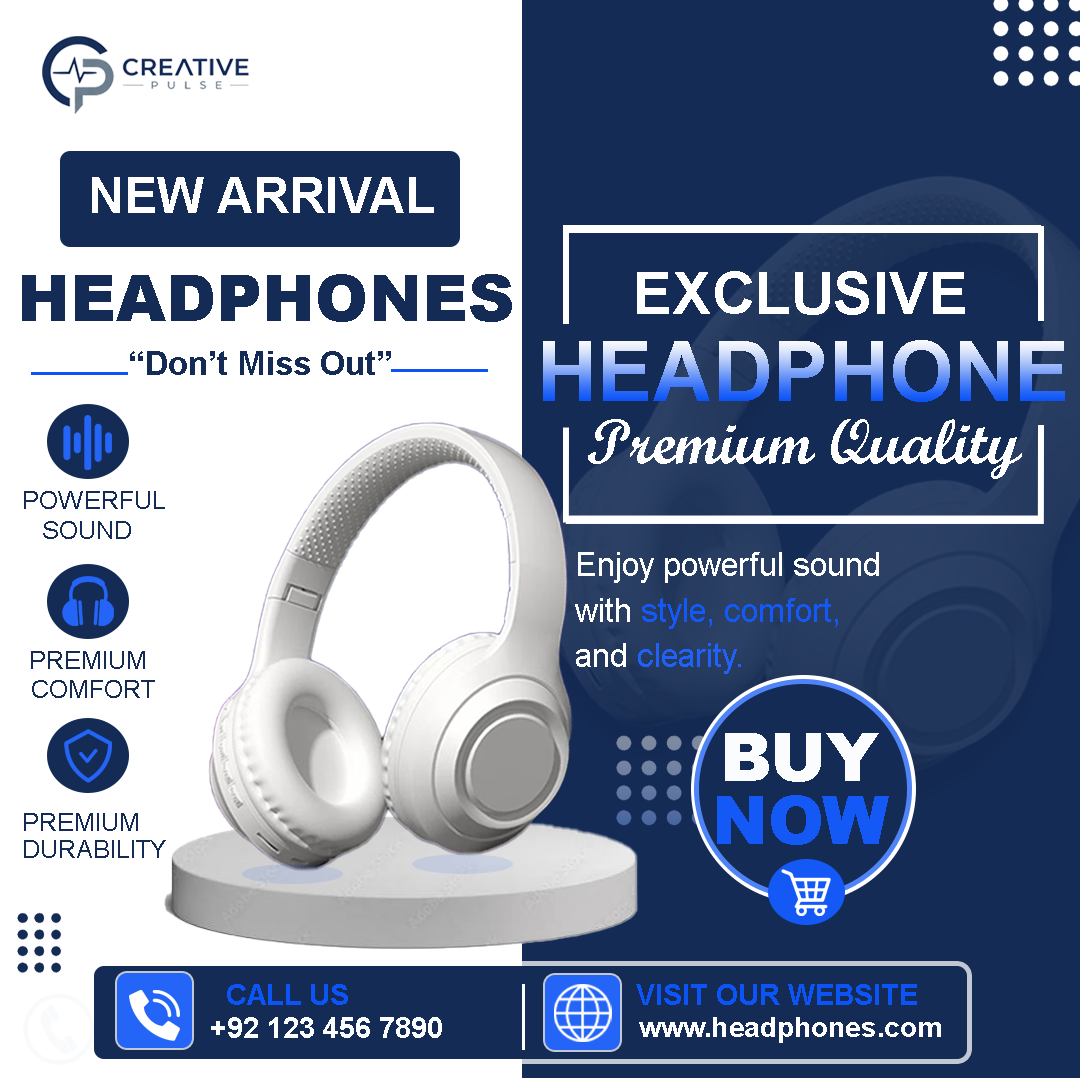 CREATIVE
PULSE
NEW ARRIVAL
HEADPHONES
“Don’t Miss Out”
POWERFUL
SOUND
PREMIUM
COMFORT
PREMIUM
DURABILITY
EXCLUSIVE
HEADPHONE
Premium Quality
Enjoy powerful sound
with style, comfort,
and clearity.
BUY
NOW
CALL US
+92 123 456 7890
VISIT OUR WEBSITE
www.headphones.com